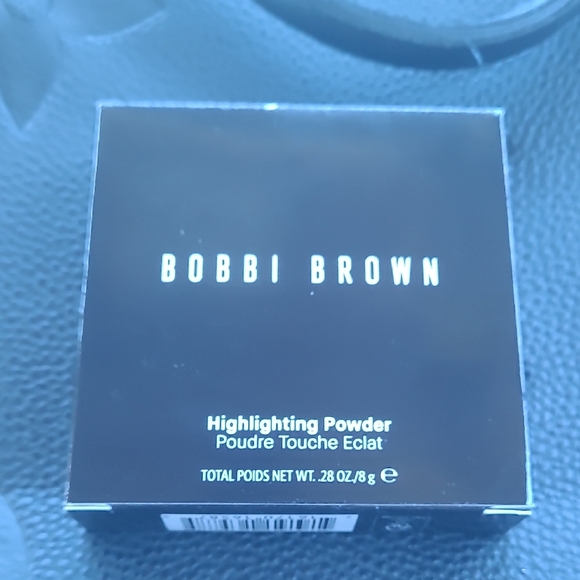 BOBBI BROWN
Highlighting Powder
Poudre Touche Eclat
TOTAL POIDS NET WT. .28 OZ./8 g ℮